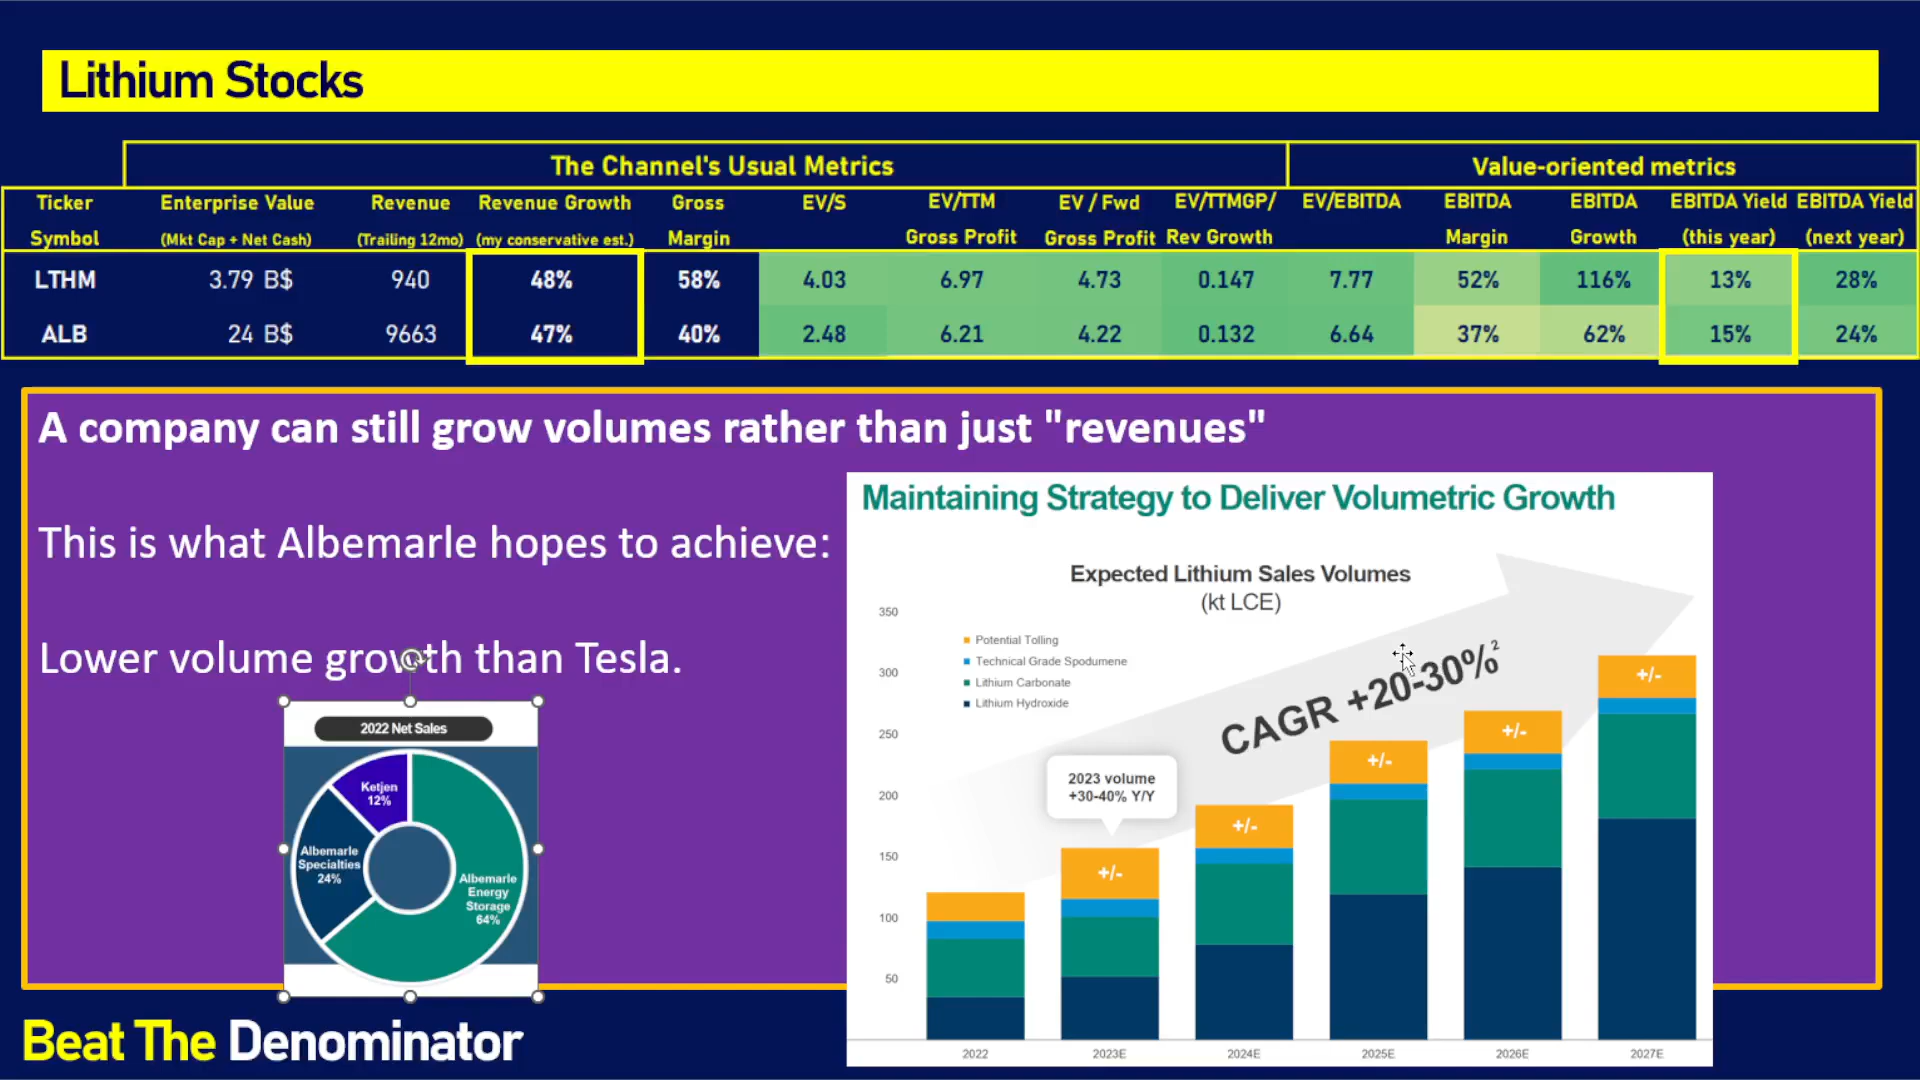 Lithium Stocks
The Channel's Usual Metrics
Value-oriented metrics
Ticker Enterprise Value Revenue Revenue Growth Gross EV/S EV/TTM EV / Fwd EV/TTMGP/ EV/EBITDA EBITDA EBITDA EBITDA Yield EBITDA Yield
Symbol (Mkt Cap + Net Cash) (Trailing 12mo) (my conservative est.) Margin Gross Profit Gross Profit Rev Growth Margin Growth (this year) (next year)
LTHM 3.79 B$ 940 48% 58% 4.03 6.97 4.73 0.147 7.77 52% 116% 13% 28%
ALB 24 B$ 9663 47% 40% 2.48 6.21 4.22 0.132 6.64 37% 62% 15% 24%
A company can still grow volumes rather than just "revenues"
This is what Albemarle hopes to achieve:
Lower volume growth than Tesla.
2022 Net Sales
Ketjen
12%
Albemarle
Specialties
24%
Albemarle
Energy
Storage
64%
Maintaining Strategy to Deliver Volumetric Growth
Expected Lithium Sales Volumes
(kt LCE)
350
300
250
200
150
100
50
Potential Tolling
Technical Grade Spodumene
Lithium Carbonate
Lithium Hydroxide
CAGR +20-30%²
2023 volume
+30-40% Y/Y
+/-
+/-
+/-
+/-
+/-
2022 2023E 2024E 2025E 2026E 2027E
Beat The Denominator